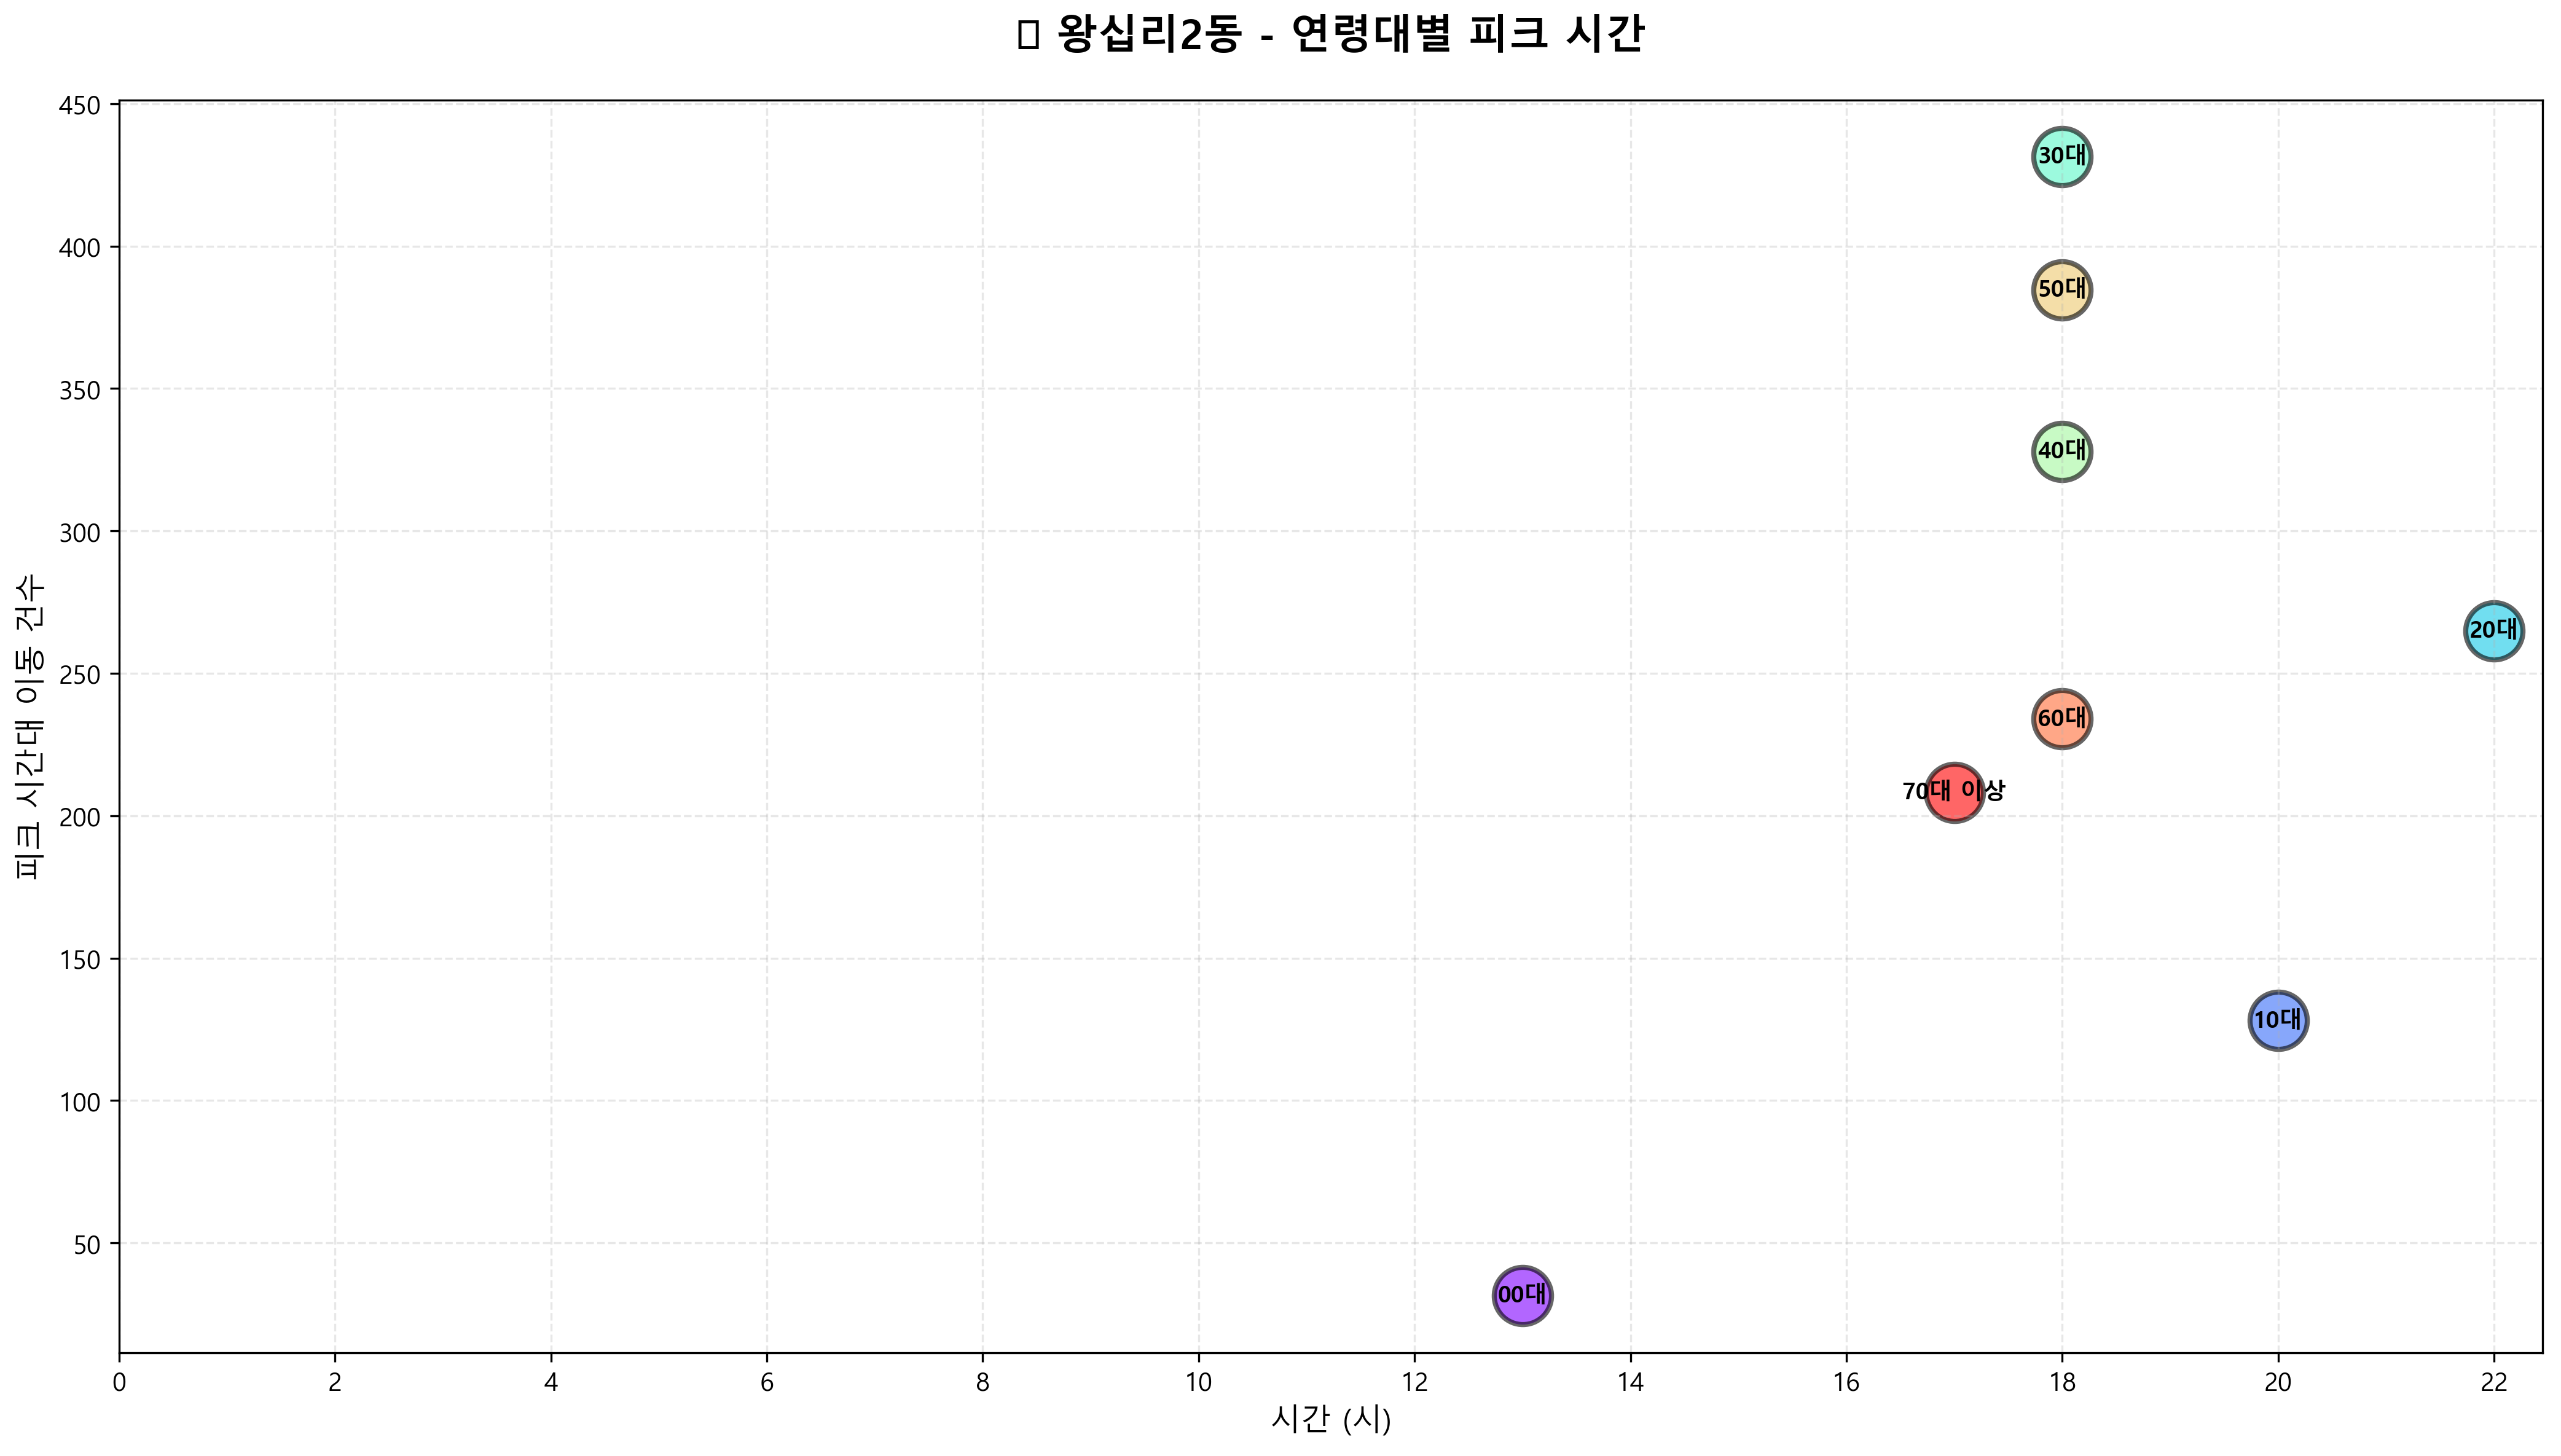 왕십리2동 - 연령대별 피크 시간
450
400
350
300
250
200
150
100
50
피크 시간대 이동 건수
30대
50대
40대
20대
60대
70대 이상
10대
00대
0 2 4 6 8 10 12 14 16 18 20 22
시간 (시)